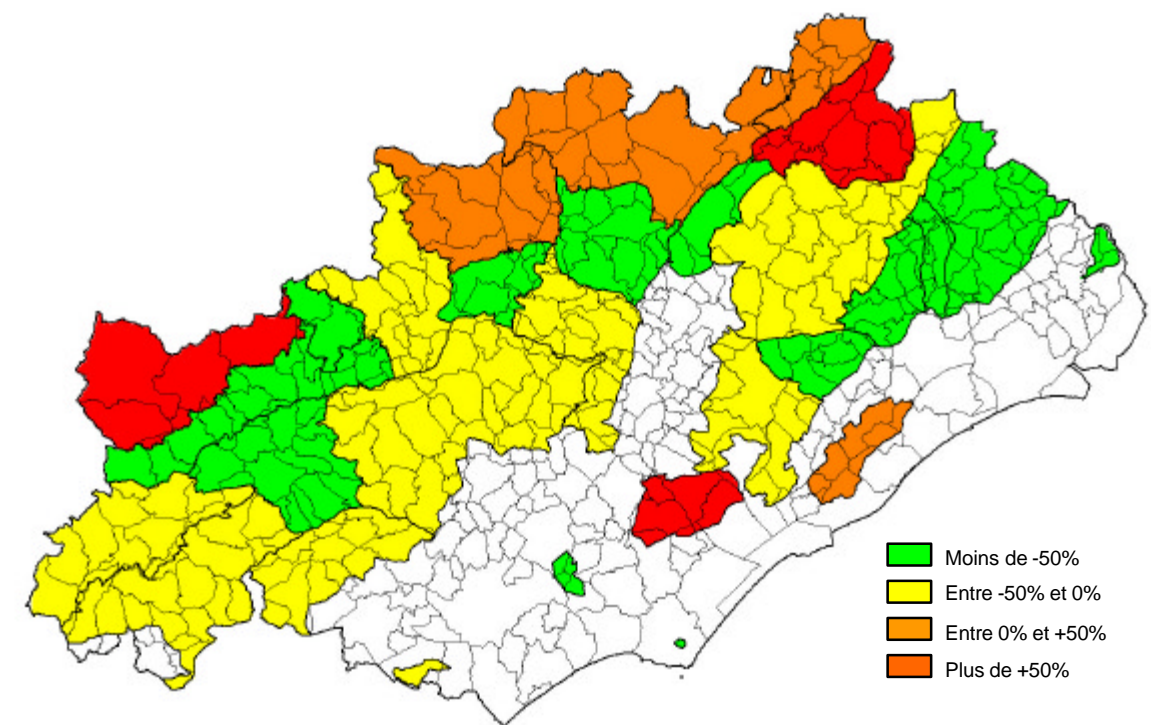 Moins de -50%
Entre -50% et 0%
Entre 0% et +50%
Plus de +50%